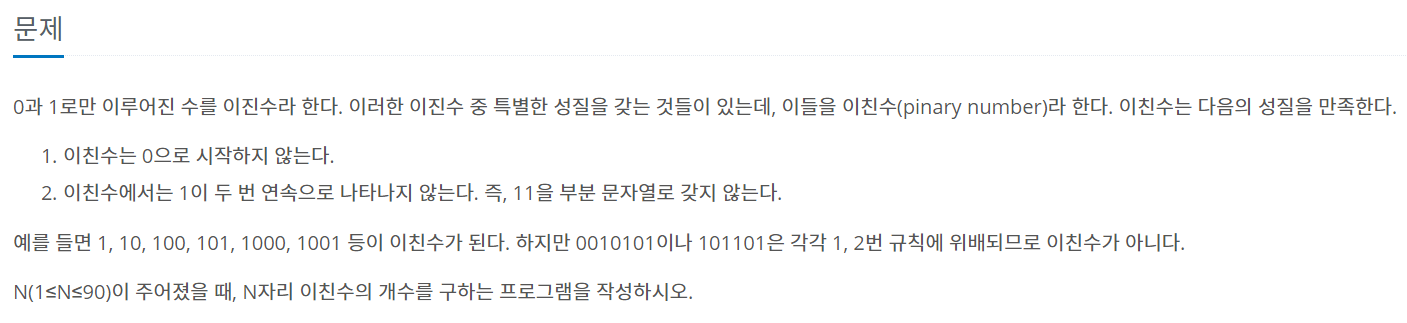 문제
0과 1로만 이루어진 수를 이진수라 한다. 이러한 이진수 중 특별한 성질을 갖는 것들이 있는데, 이들을 이친수(pinary number)라 한다. 이친수는 다음의 성질을 만족한다.
1. 이친수는 0으로 시작하지 않는다.
2. 이친수에서는 1이 두 번 연속으로 나타나지 않는다. 즉, 11을 부분 문자열로 갖지 않는다.
예를 들면 1, 10, 100, 101, 1000, 1001 등이 이친수가 된다. 하지만 0010101이나 101101은 각각 1, 2번 규칙에 위배되므로 이친수가 아니다.
N(1≤N≤90)이 주어졌을 때, N자리 이친수의 개수를 구하는 프로그램을 작성하시오.